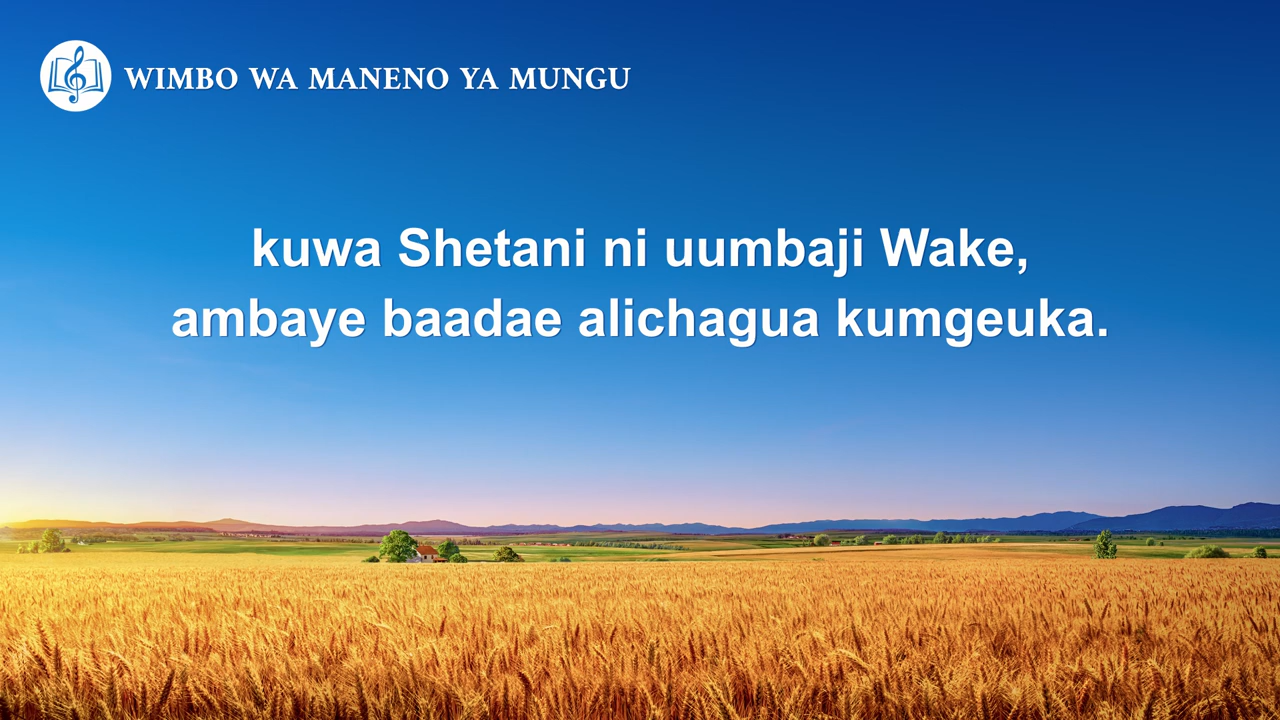 WIMBO WA MANENO YA MUNGU
kuwa Shetani ni uumbaji Wake,
ambaye baadae alichagua kumgeuka.